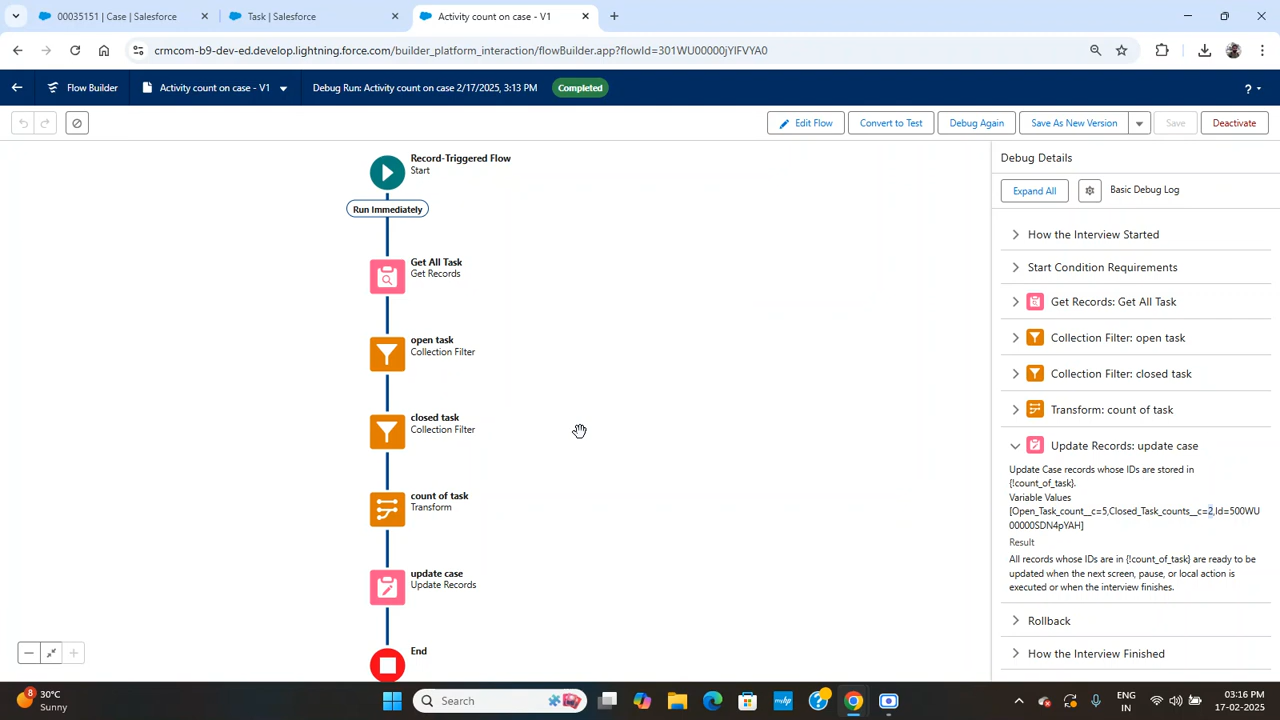 00035151 | Case | Salesforce
Task | Salesforce
Activity count on case - V1
crmcom-b9-dev-ed.develop.lightning.force.com/builder_platform_interaction/flowBuilder.app?flowId=301WU00000jYlFVYA0
Flow Builder
Activity count on case - V1
Debug Run: Activity count on case 2/17/2025, 3:13 PM
Completed
?
Edit Flow
Convert to Test
Debug Again
Save As New Version
Save
Deactivate
Record-Triggered Flow
Start
Run Immediately
Get All Task
Get Records
open task
Collection Filter
closed task
Collection Filter
count of task
Transform
update case
Update Records
End
Debug Details
Expand All
Basic Debug Log
How the Interview Started
Start Condition Requirements
Get Records: Get All Task
Collection Filter: open task
Collection Filter: closed task
Transform: count of task
Update Records: update case
Update Case records whose IDs are stored in
{!count_of_task}.
Variable Values
[Open_Task_count__c=5,Closed_Task_counts__c=2,Id=500WU
00000SDN4pYAH]
Result
All records whose IDs are in {!count_of_task} are ready to be
updated when the next screen, pause, or local action is
executed or when the interview finishes.
Rollback
How the Interview Finished
8
30°C
Sunny
Search
mbp
ENG
IN
03:16 PM
17-02-2025